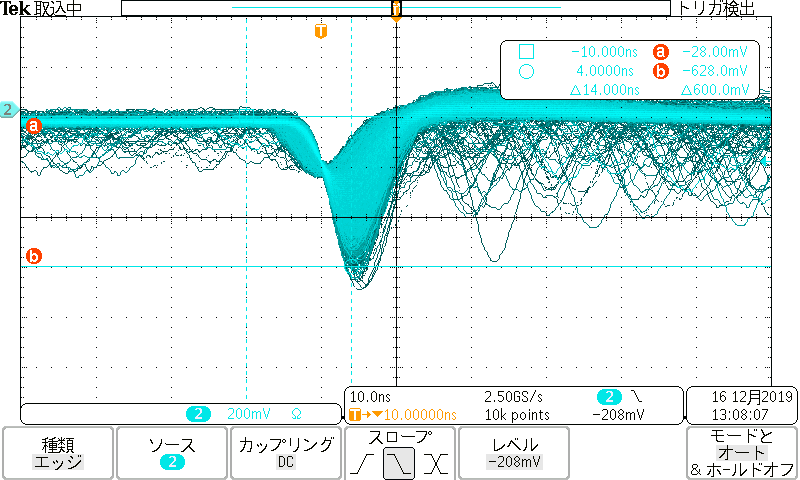 Tek 取込中
トリガ検出
T
-10.000ns a -28.00mV
4.0000ns b -628.0mV
△14.000ns △600.0mV
2
a
b
2 200mV Ω
10.0ns 2.50GS/s 2
T→▼10.00000ns 10k points -208mV
16 12月2019
13:08:07
種類
エッジ
ソース
2
カップリング
DC
スロープ
レベル
-208mV
モードと
オート
& ホールドオフ